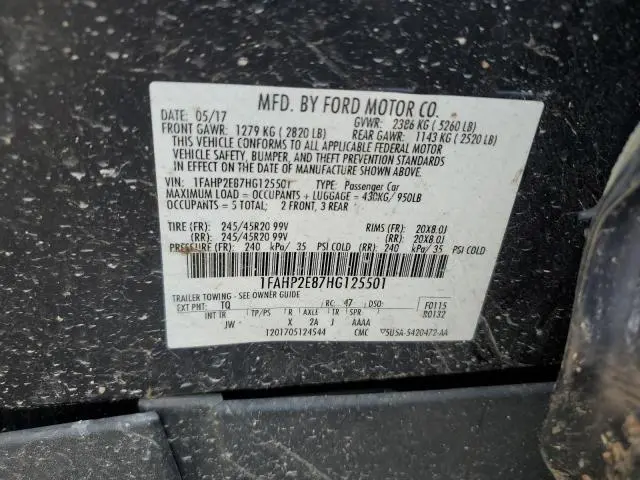 MFD. BY FORD MOTOR CO.
DATE: 05/17 GVWR: 2386 KG ( 5260 LB)
FRONT GAWR: 1279 KG ( 2820 LB) REAR GAWR: 1143 KG ( 2520 LB)
THIS VEHICLE CONFORMS TO ALL APPLICABLE FEDERAL MOTOR
VEHICLE SAFETY, BUMPER, AND THEFT PREVENTION STANDARDS IN
EFFECT ON THE DATE OF MANUFACTURE SHOWN ABOVE.
VIN: 1FAHP2E87HG125501 TYPE: Passenger Car
MAXIMUM LOAD = OCCUPANTS + LUGGAGE = 430KG/ 950LB
OCCUPANTS = 5 TOTAL; 2 FRONT, 3 REAR
TIRE (FR): 245/45R20 99V RIMS (FR): 20X8.0J
(RR): 245/45R20 99V (RR): 20X8.0J
PRESSURE (FR): 240 kPa/ 35 PSI COLD (RR): 240 kPa/ 35 PSI COLD
1FAHP2E87HG125501
TRAILER TOWING - SEE OWNER GUIDE
EXT PNT: TQ RC: 47 DSO: F0115
INT TR TP/PS R AXLE TR SPR R0132
JW X 2A J AAAA
1201705124544 CMC 5USA-5420472-AA